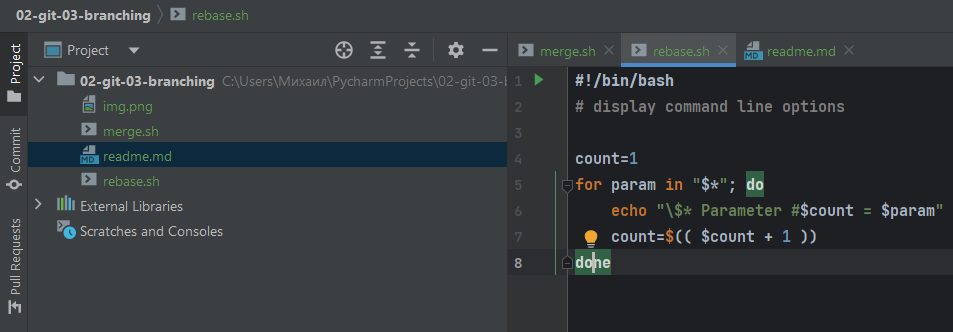 02-git-03-branching rebase.sh
Project
Commit
Pull Requests
Project
02-git-03-branching C:\Users\Михаил\PycharmProjects\02-git-03-b
img.png
merge.sh
MD readme.md
rebase.sh
External Libraries
Scratches and Consoles
merge.sh rebase.sh MD readme.md
1 #!/bin/bash
2 # display command line options
3
4 count=1
5 for param in "$*"; do
6 echo "\$* Parameter #$count = $param"
7 count=$(( $count + 1 ))
8 done